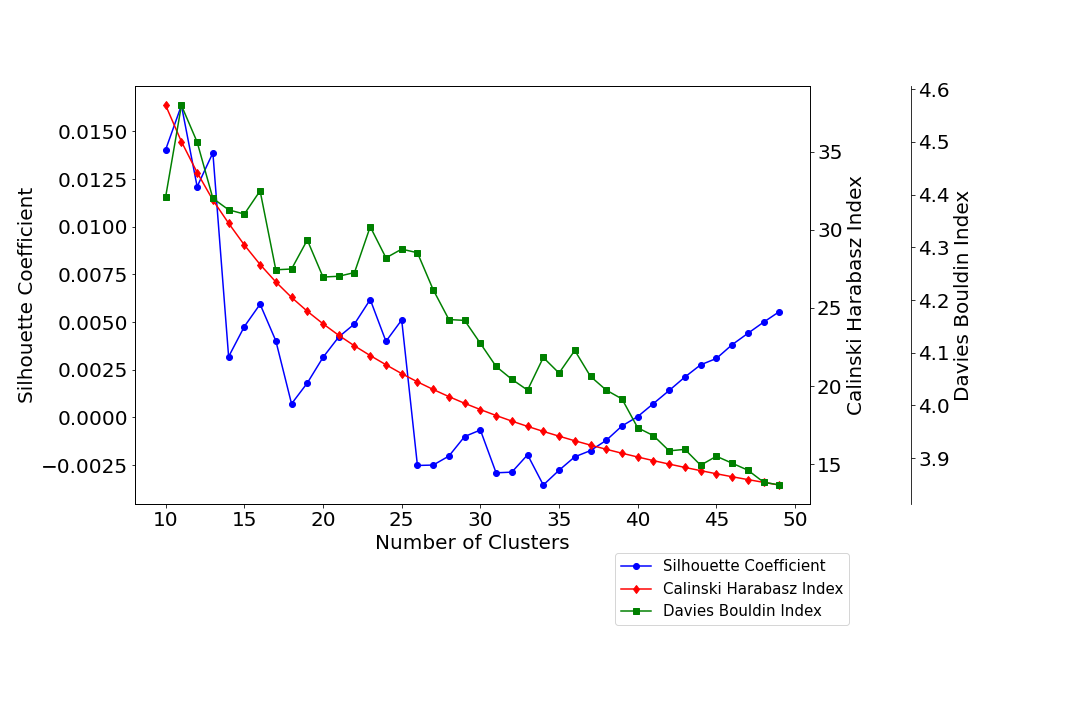 Silhouette Coefficient
0.0150
0.0125
0.0100
0.0075
0.0050
0.0025
0.0000
−0.0025
10 15 20 25 30 35 40 45 50
Number of Clusters
35
30
25
20
15
Calinski Harabasz Index
4.6
4.5
4.4
4.3
4.2
4.1
4.0
3.9
Davies Bouldin Index
Silhouette Coefficient
Calinski Harabasz Index
Davies Bouldin Index